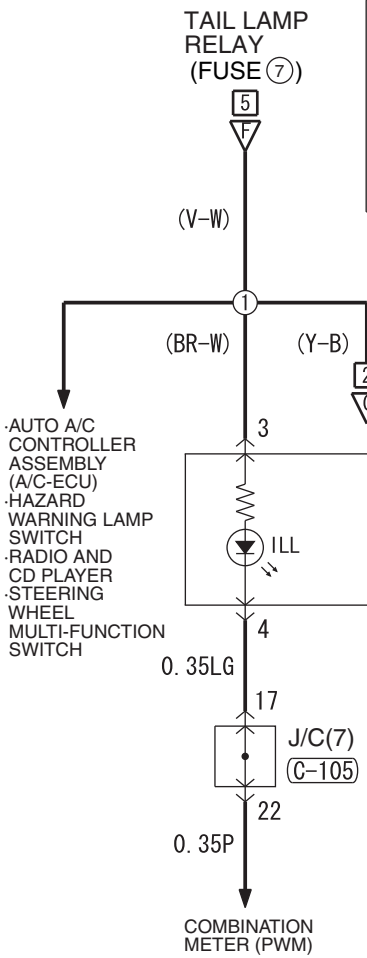 TAIL LAMP
RELAY
(FUSE ⑦)
5
F
(V-W)
1
(BR-W)
(Y-B)
2
·AUTO A/C
CONTROLLER
ASSEMBLY
(A/C-ECU)
·HAZARD
WARNING LAMP
SWITCH
·RADIO AND
CD PLAYER
·STEERING
WHEEL
MULTI-FUNCTION
SWITCH
3
ILL
4
0.35LG
17
J/C(7)
C-105
22
0.35P
COMBINATION
METER (PWM)